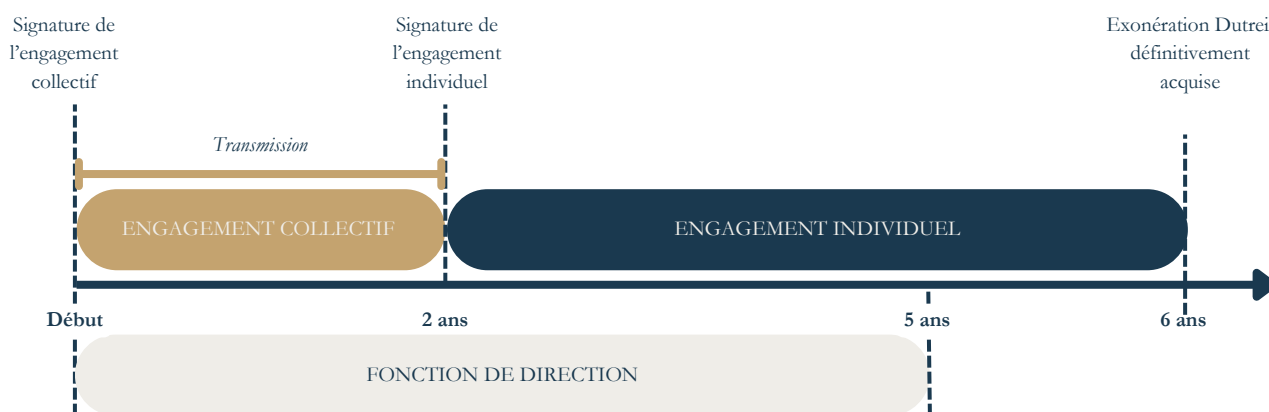 Signature de
l’engagement
collectif
Signature de
l’engagement
individuel
Exonération Dutrei
définitivement
acquise
Transmission
ENGAGEMENT COLLECTIF
ENGAGEMENT INDIVIDUEL
Début
2 ans
5 ans
6 ans
FONCTION DE DIRECTION